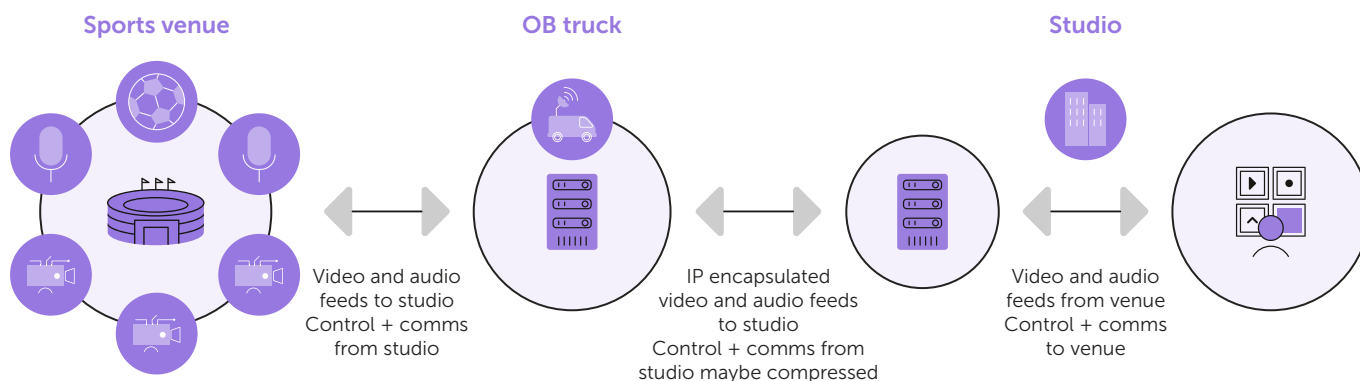 Sports venue
OB truck
Studio
Video and audio
feeds to studio
Control + comms
from studio
IP encapsulated
video and audio feeds
to studio
Control + comms from
studio maybe compressed
Video and audio
feeds from venue
Control + comms
to venue